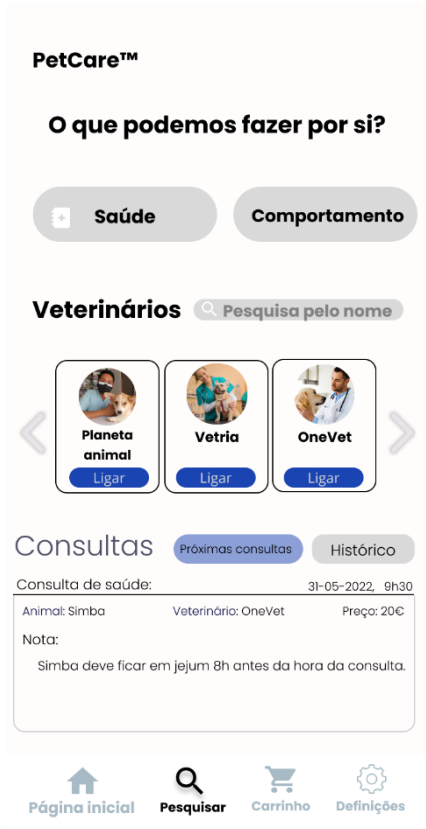 PetCare™
O que podemos fazer por si?
Saúde
Comportamento
Veterinários
Pesquisa pelo nome
Planeta
animal
Ligar
Vetria
Ligar
OneVet
Ligar
Consultas
Próximas consultas
Histórico
Consulta de saúde:
31-05-2022, 9h30
Animal: Simba
Veterinário: OneVet
Preço: 20€
Nota:
Simba deve ficar em jejum 8h antes da hora da consulta.
Página inicial
Pesquisar
Carrinho
Definições